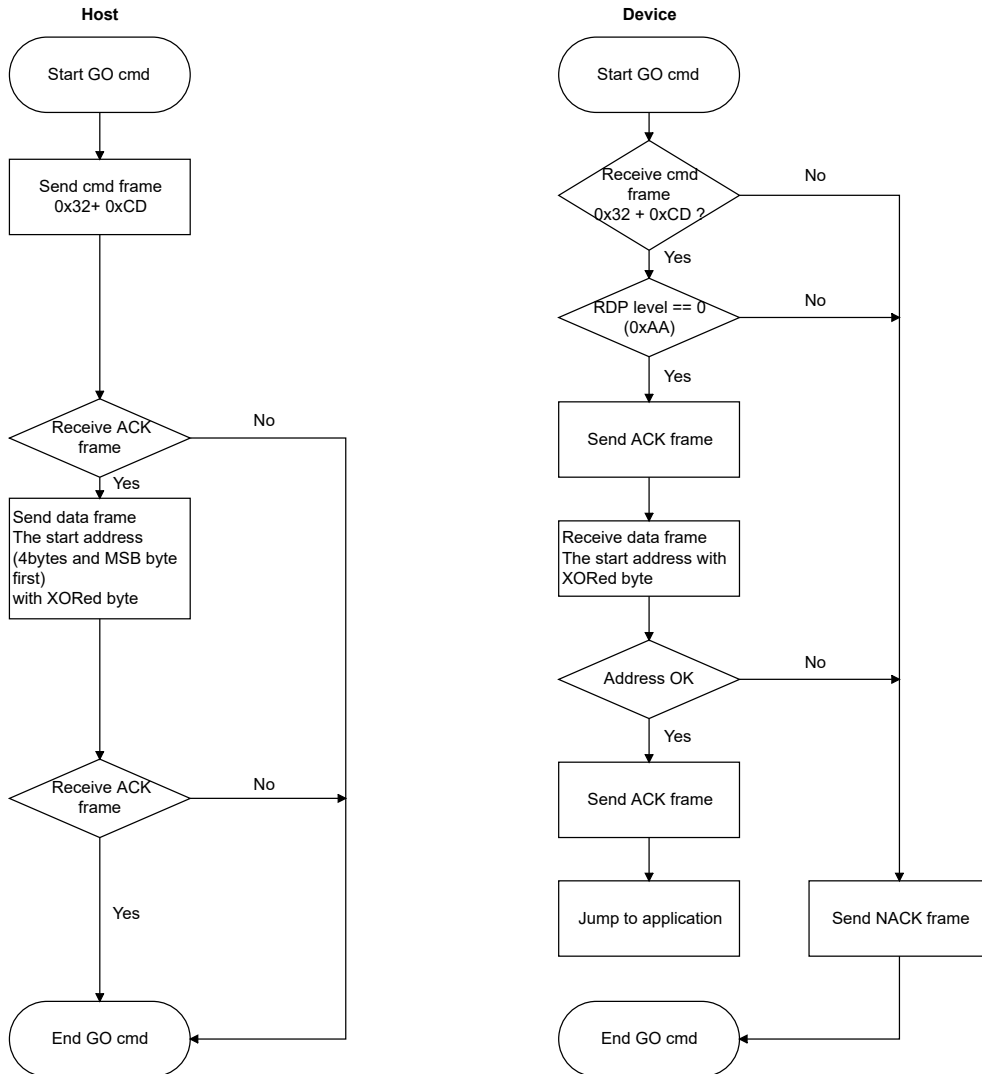 Host
Start GO cmd
Send cmd frame
0x32+ 0xCD
Receive ACK
frame
No
Yes
Send data frame
The start address
(4bytes and MSB byte
first)
with XORed byte
Receive ACK
frame
No
Yes
End GO cmd
Device
Start GO cmd
Receive cmd
frame
0x32 + 0xCD ?
No
Yes
RDP level == 0
(0xAA)
No
Yes
Send ACK frame
Receive data frame
The start address with
XORed byte
Address OK
No
Yes
Send ACK frame
Jump to application
Send NACK frame
End GO cmd